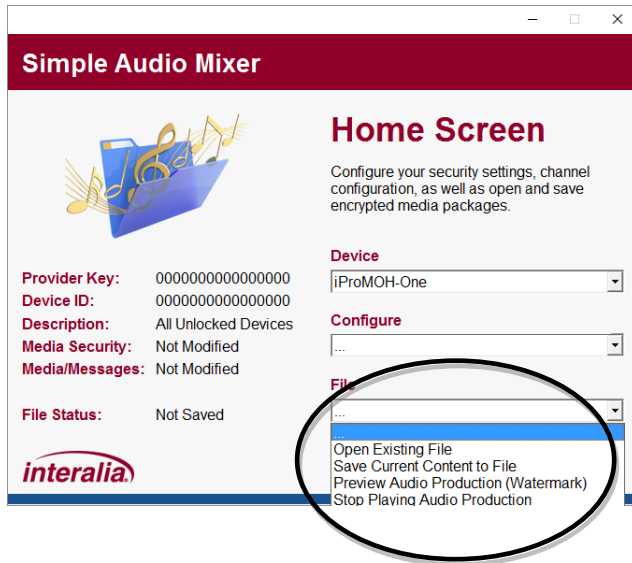 Simple Audio Mixer
Home Screen
Configure your security settings, channel
configuration, as well as open and save
encrypted media packages.
Provider Key: 0000000000000000
Device ID: 0000000000000000
Description: All Unlocked Devices
Media Security: Not Modified
Media/Messages: Not Modified
File Status: Not Saved
interalia
Device
iProMOH-One
Configure
...
File
...
...
Open Existing File
Save Current Content to File
Preview Audio Production (Watermark)
Stop Playing Audio Production